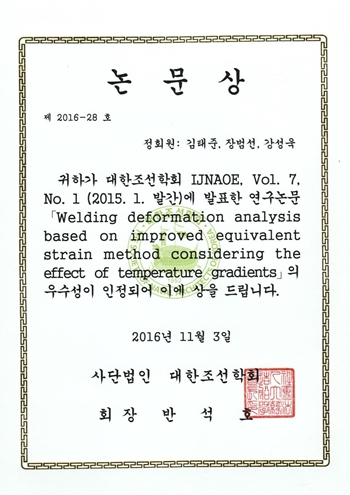 논 문 상
제 2016-28 호
정회원: 김태준, 장범선, 강성욱
귀하가 대한조선학회 IJNAOE, Vol. 7,
No. 1 (2015. 1. 발간)에 발표한 연구논문
「Welding deformation analysis
based on improved equivalent
strain method considering the
effect of temperature gradients」의
우수성이 인정되어 이에 상을 드립니다.
2016년 11월 3일
사단법인 대한조선학회
회 장 반 석 호